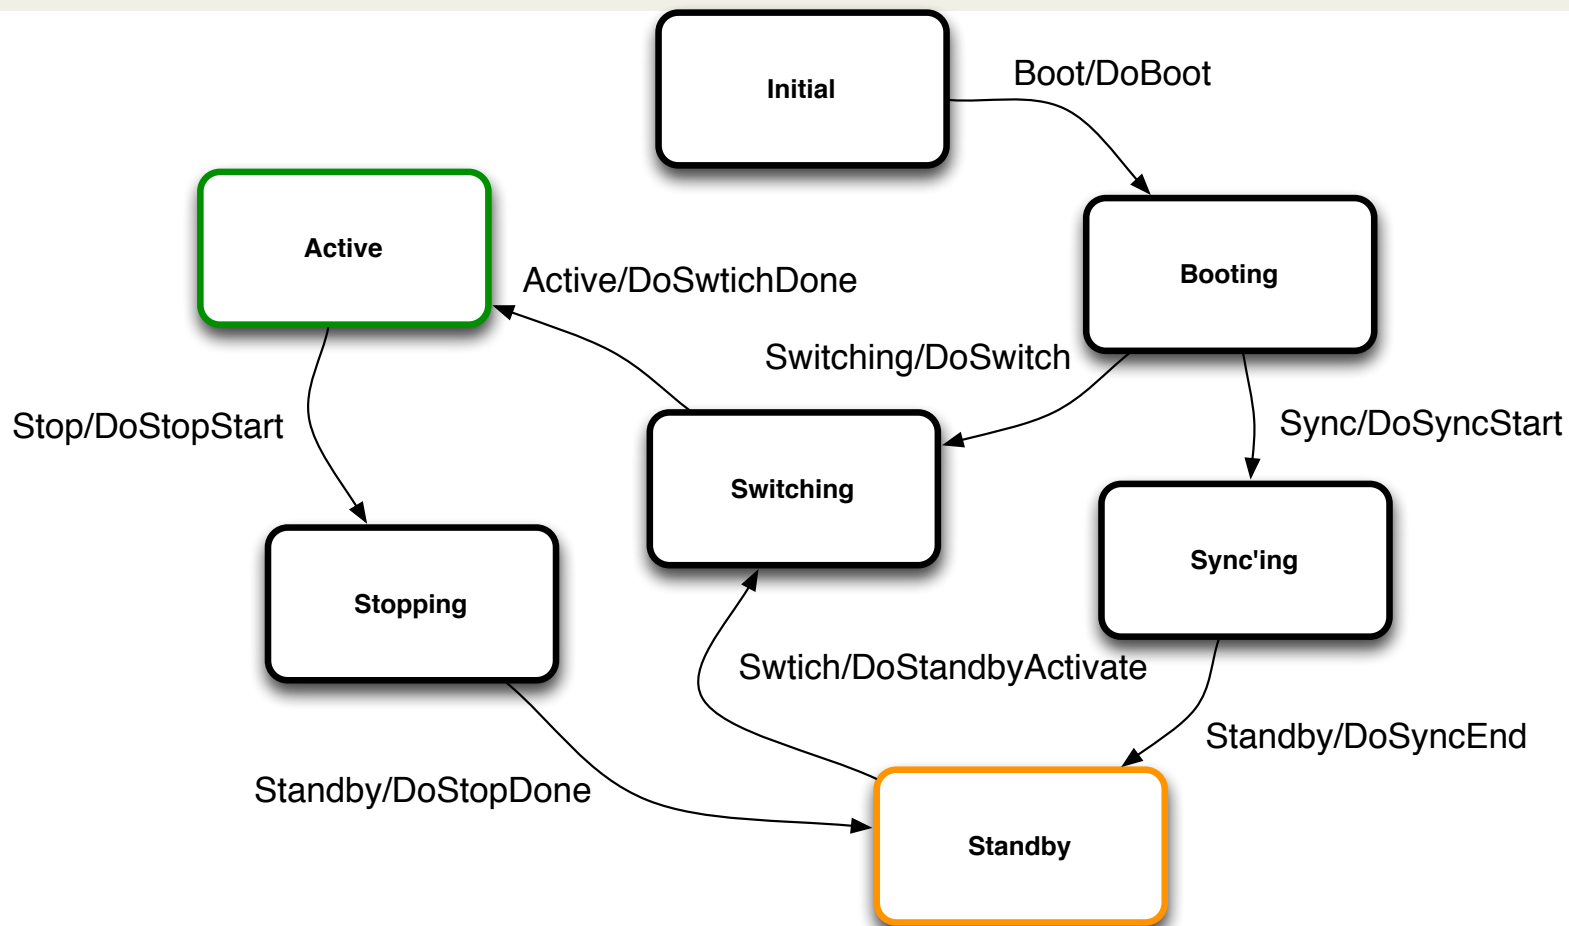 Initial
Boot/DoBoot
Active
Booting
Active/DoSwtichDone
Switching/DoSwitch
Stop/DoStopStart
Sync/DoSyncStart
Switching
Sync'ing
Stopping
Swtich/DoStandbyActivate
Standby/DoSyncEnd
Standby/DoStopDone
Standby